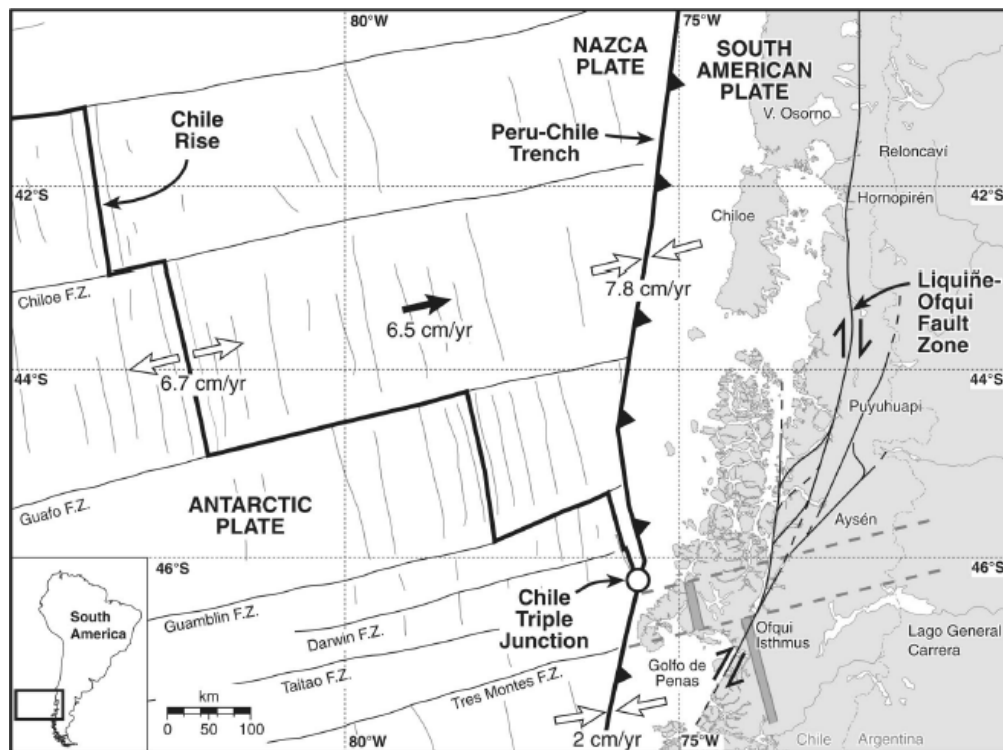 80°W
75°W
NAZCA
PLATE
SOUTH
AMERICAN
PLATE
V. Osorno
Chile
Rise
Peru-Chile
Trench
Reloncaví
42°S
42°S
Hornopirén
Chiloe
Chiloe F.Z.
7.8 cm/yr
6.5 cm/yr
Liquiñe-
Ofqui
Fault
Zone
6.7 cm/yr
44°S
44°S
Puyuhuapi
Guafo F.Z.
ANTARCTIC
PLATE
Aysén
46°S
46°S
Guamblin F.Z.
Darwin F.Z.
Taitao F.Z.
Tres Montes F.Z.
Chile
Triple
Junction
Ofqui
Isthmus
Golfo de
Penas
Lago General
Carrera
South
America
km
0 50 100
80°W
2 cm/yr
75°W
Chile
Argentina